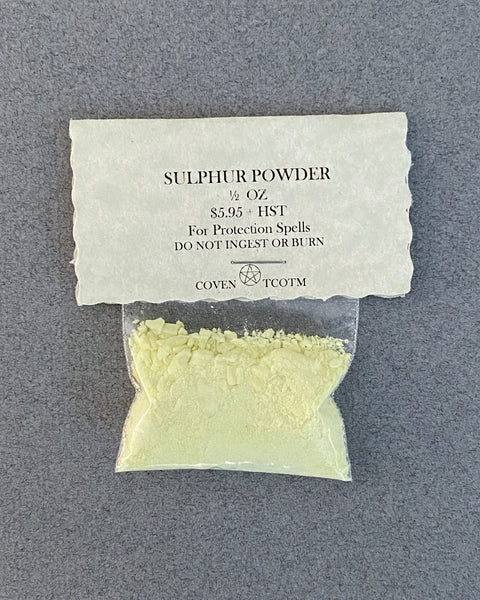 SULPHUR POWDER
½ OZ
$5.95 + HST
For Protection Spells
DO NOT INGEST OR BURN
COVEN TCOTM